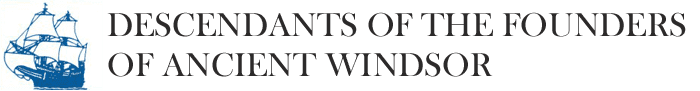 DESCENDANTS OF THE FOUNDERS
OF ANCIENT WINDSOR